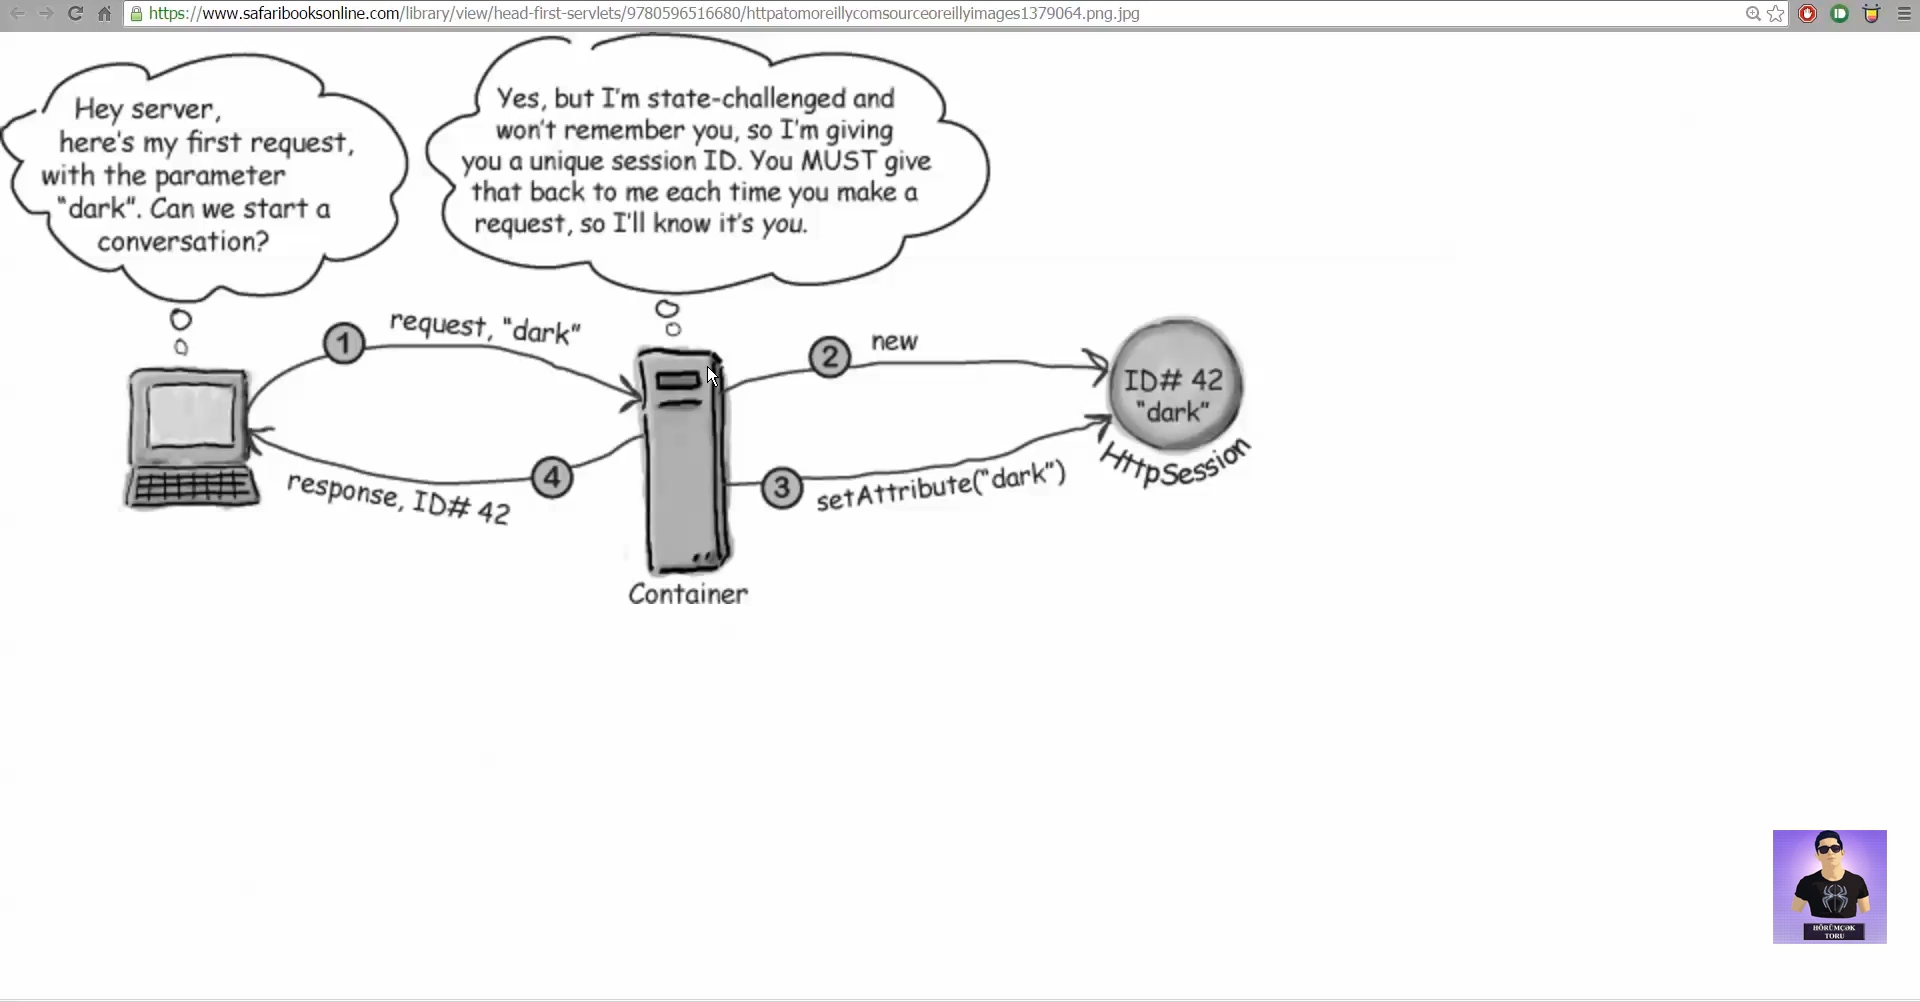 https://www.safaribooksonline.com/library/view/head-first-servlets/9780596516680/httpatomoreillycomsourceoreillyimages1379064.png.jpg
Hey server,
here's my first request,
with the parameter
"dark". Can we start a
conversation?
Yes, but I'm state-challenged and
won't remember you, so I'm giving
you a unique session ID. You MUST give
that back to me each time you make a
request, so I'll know it's you.
1
request, "dark"
2
new
ID# 42
"dark"
HttpSession
3
setAttribute("dark")
4
response, ID# 42
Container
HÖRÜMÇƏK
TORU